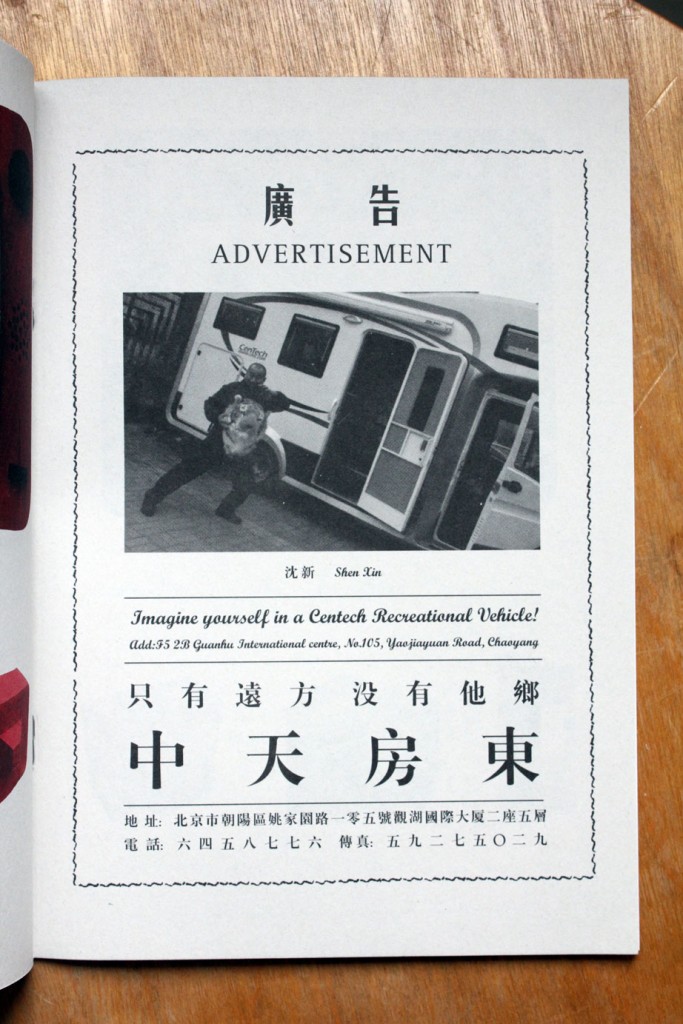 廣告
ADVERTISEMENT
CenTech
沈新 Shen Xin
Imagine yourself in a Centech Recreational Vehicle!
Add:F5 2B Guanhu International centre, No.105, Yaojiayuan Road, Chaoyang
只有遠方没有他鄉
中天房東
地址: 北京市朝陽區姚家園路一零五號觀湖國際大厦二座五層
電話: 六四五八七七六 傳真: 五九二七五〇二九